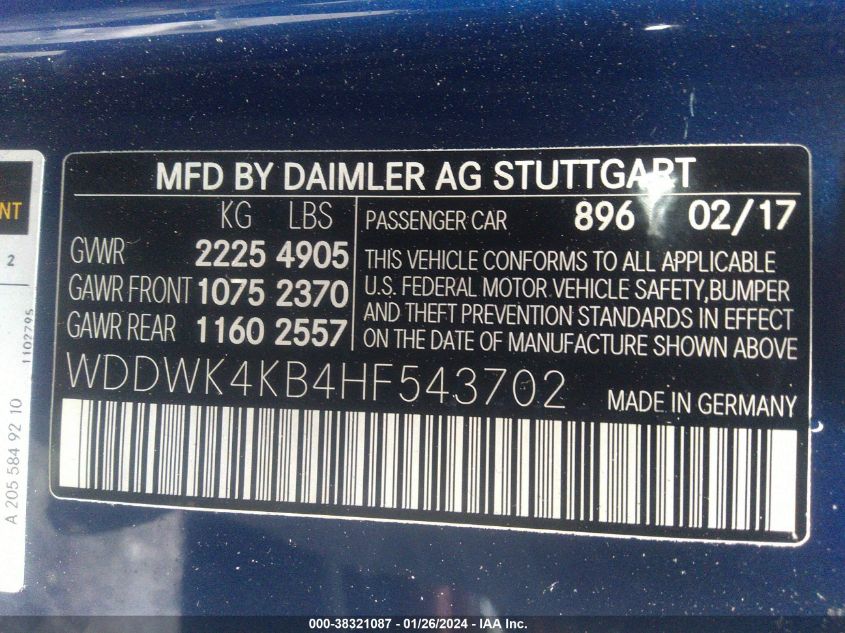 MFD BY DAIMLER AG STUTTGART
KG LBS
GVWR 2225 4905
GAWR FRONT 1075 2370
GAWR REAR 1160 2557
PASSENGER CAR 896 02/17
THIS VEHICLE CONFORMS TO ALL APPLICABLE
U.S. FEDERAL MOTOR VEHICLE SAFETY,BUMPER
AND THEFT PREVENTION STANDARDS IN EFFECT
ON THE DATE OF MANUFACTURE SHOWN ABOVE
WDDWK4KB4HF543702 MADE IN GERMANY
NT
2
1102795
A 205 584 92 10
000-38321087 - 01/26/2024 - IAA Inc.